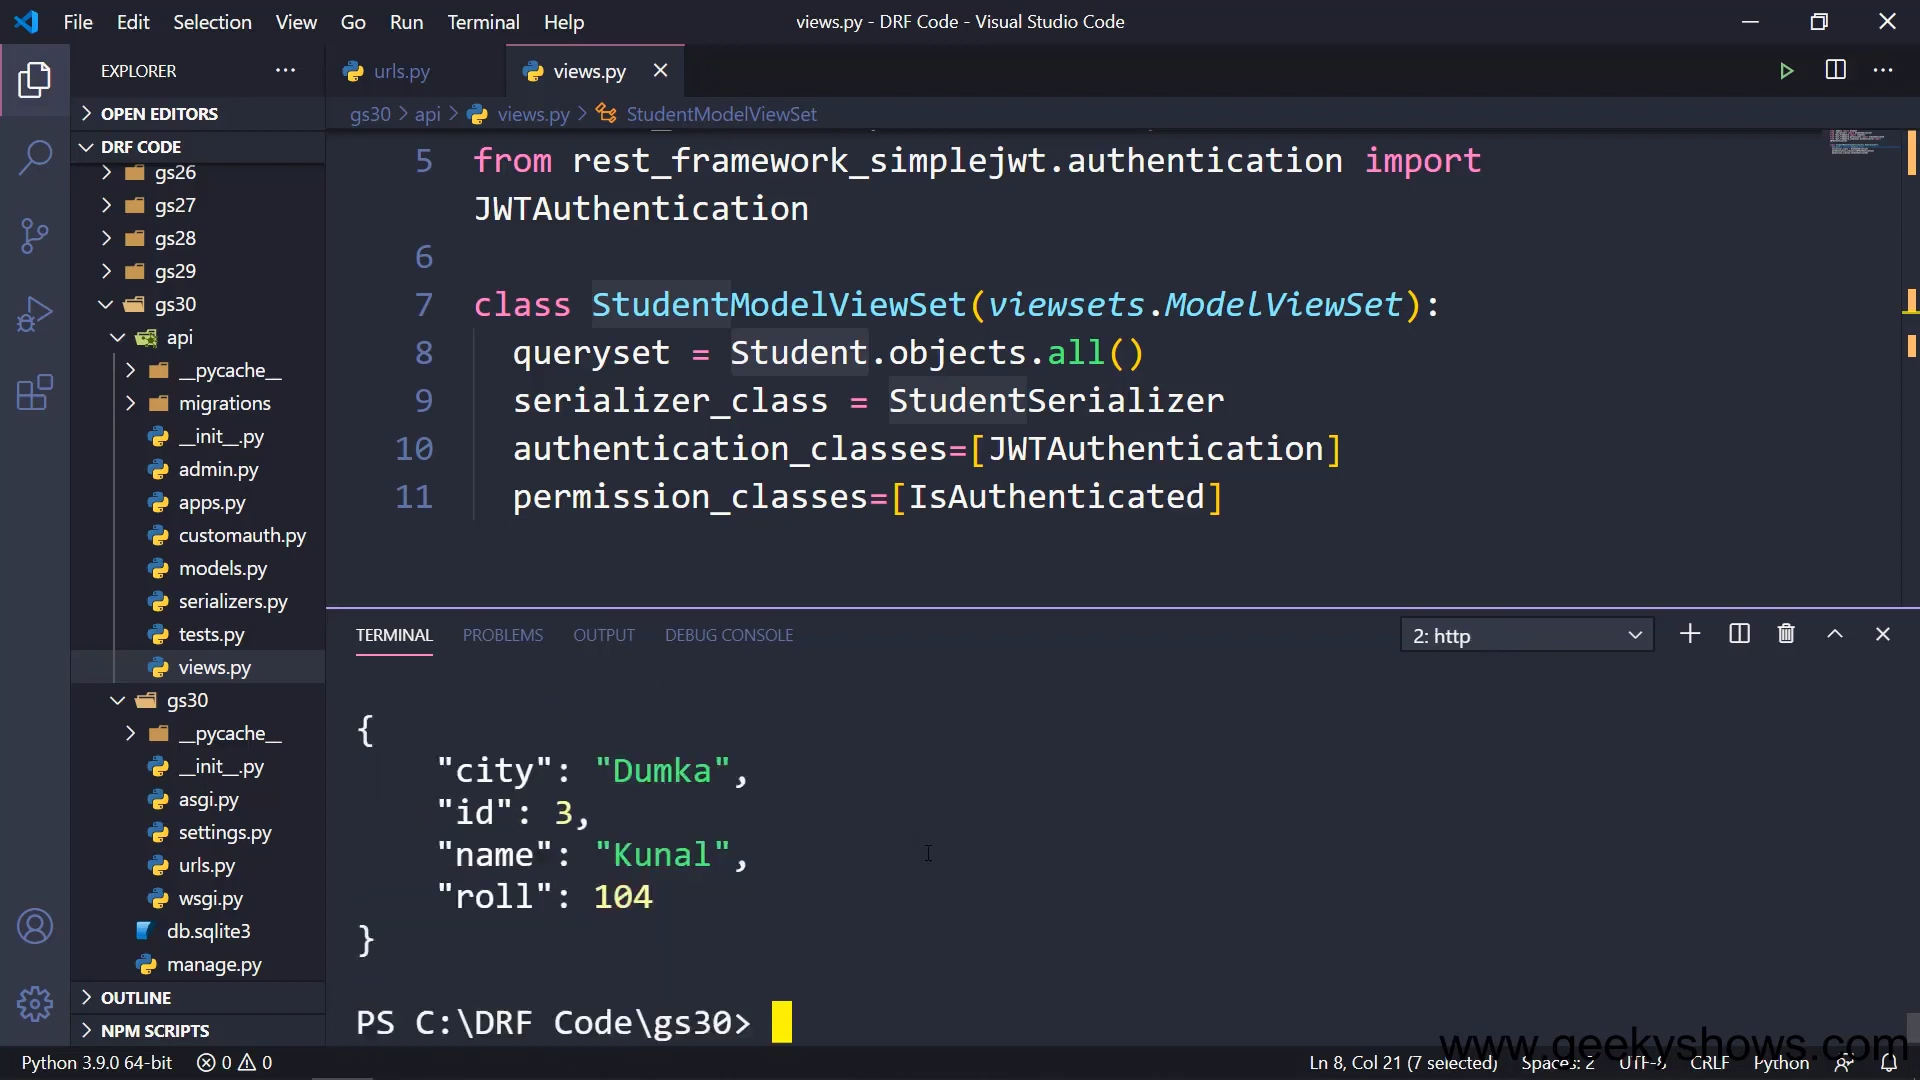 File Edit Selection View Go Run Terminal Help views.py - DRF Code - Visual Studio Code
EXPLORER
OPEN EDITORS
DRF CODE
gs26
gs27
gs28
gs29
gs30
api
__pycache__
migrations
__init__.py
admin.py
apps.py
customauth.py
models.py
serializers.py
tests.py
views.py
gs30
__pycache__
__init__.py
asgi.py
settings.py
urls.py
wsgi.py
db.sqlite3
manage.py
OUTLINE
NPM SCRIPTS
urls.py views.py
gs30 > api > views.py > StudentModelViewSet
5 from rest_framework_simplejwt.authentication import
JWTAuthentication
6
7 class StudentModelViewSet(viewsets.ModelViewSet):
8 queryset = Student.objects.all()
9 serializer_class = StudentSerializer
10 authentication_classes=[JWTAuthentication]
11 permission_classes=[IsAuthenticated]
TERMINAL PROBLEMS OUTPUT DEBUG CONSOLE 2: http
{
"city": "Dumka",
"id": 3,
"name": "Kunal",
"roll": 104
}
PS C:\DRF Code\gs30>
www.geekyshows.com
Python 3.9.0 64-bit 0 0 Ln 8, Col 21 (7 selected) Spaces: 2 UTF-8 CRLF Python